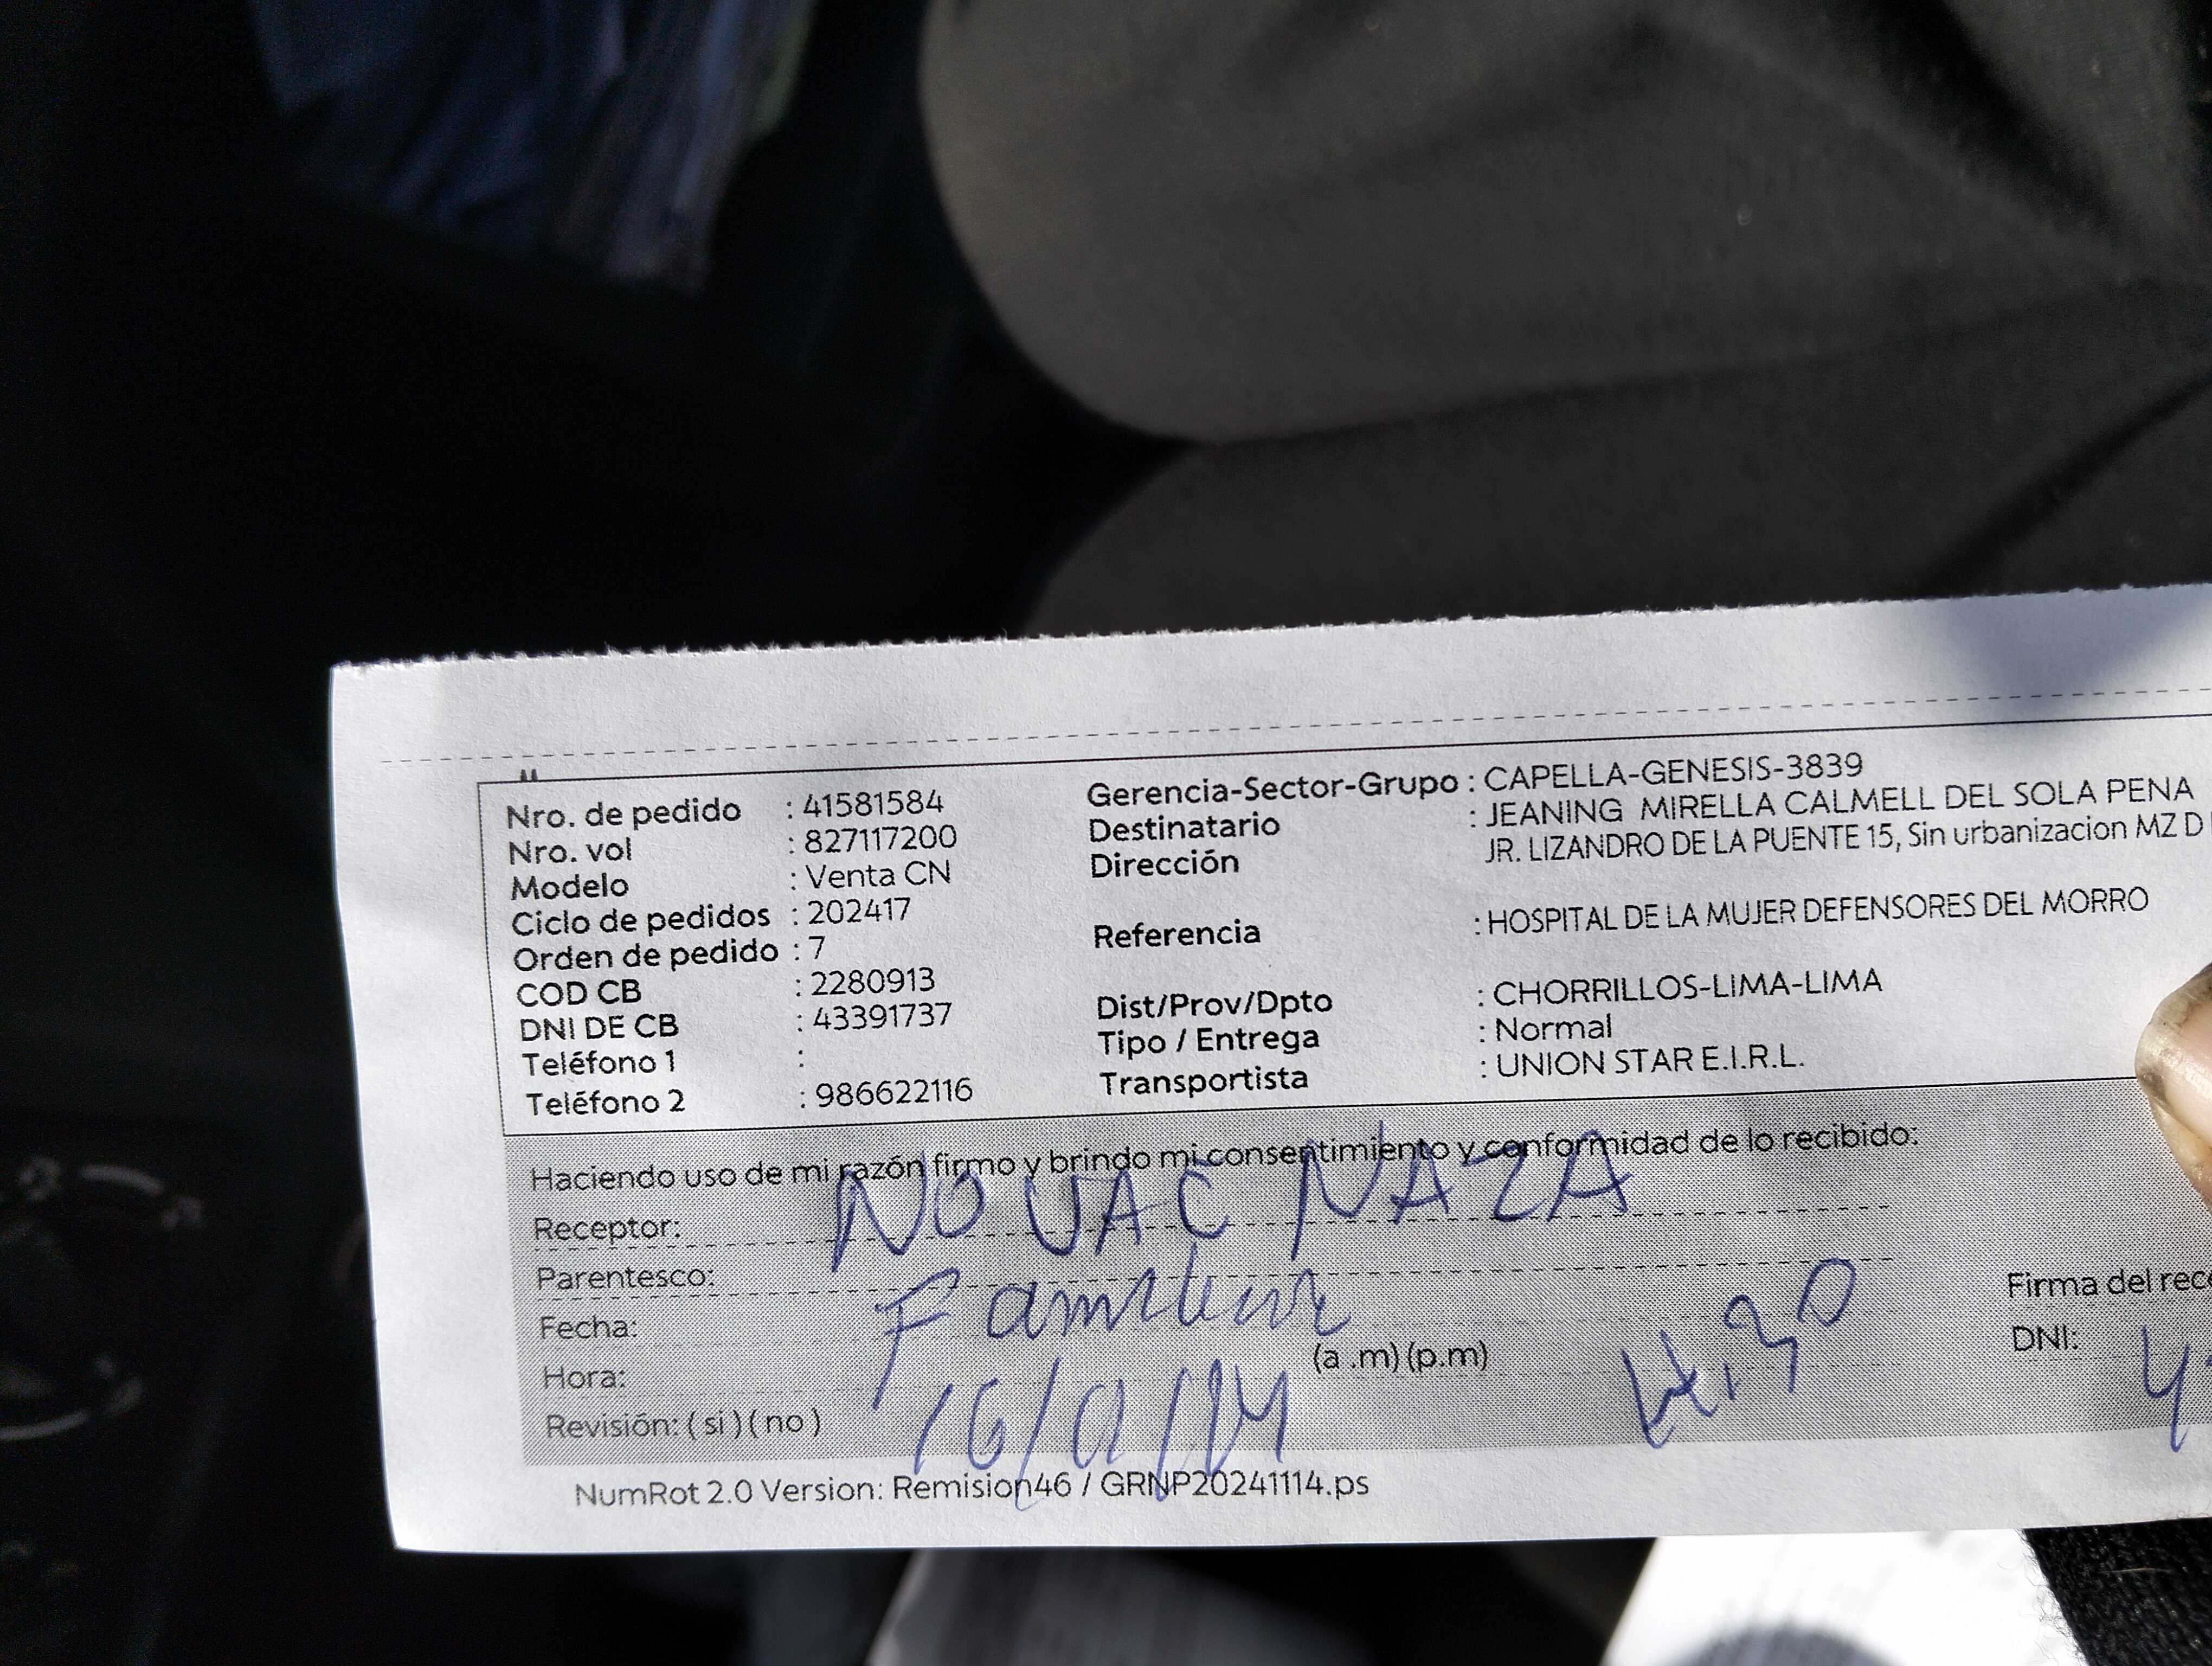 Nro. de pedido : 41581584
Nro. vol : 827117200
Modelo : Venta CN
Ciclo de pedidos : 202417
Orden de pedido : 7
COD CB : 2280913
DNI DE CB : 43391737
Teléfono 1 :
Teléfono 2 : 986622116
Gerencia-Sector-Grupo : CAPELLA-GENESIS-3839
Destinatario : JEANING MIRELLA CALMELL DEL SOLA PENA
Dirección JR. LIZANDRO DE LA PUENTE 15, Sin urbanizacion MZ D
Referencia : HOSPITAL DE LA MUJER DEFENSORES DEL MORRO
Dist/Prov/Dpto : CHORRILLOS-LIMA-LIMA
Tipo / Entrega : Normal
Transportista : UNION STAR E.I.R.L.
Haciendo uso de mi razón firmo y brindo mi consentimiento y conformidad de lo recibido:
Receptor: NOVAC NAZA
Parentesco: Familiar
Fecha:
Hora: (a .m) (p.m)
Revisión: ( si ) ( no )
Firma del rec
DNI: 4
NumRot 2.0 Version: Remision46 / GRNP20241114.ps